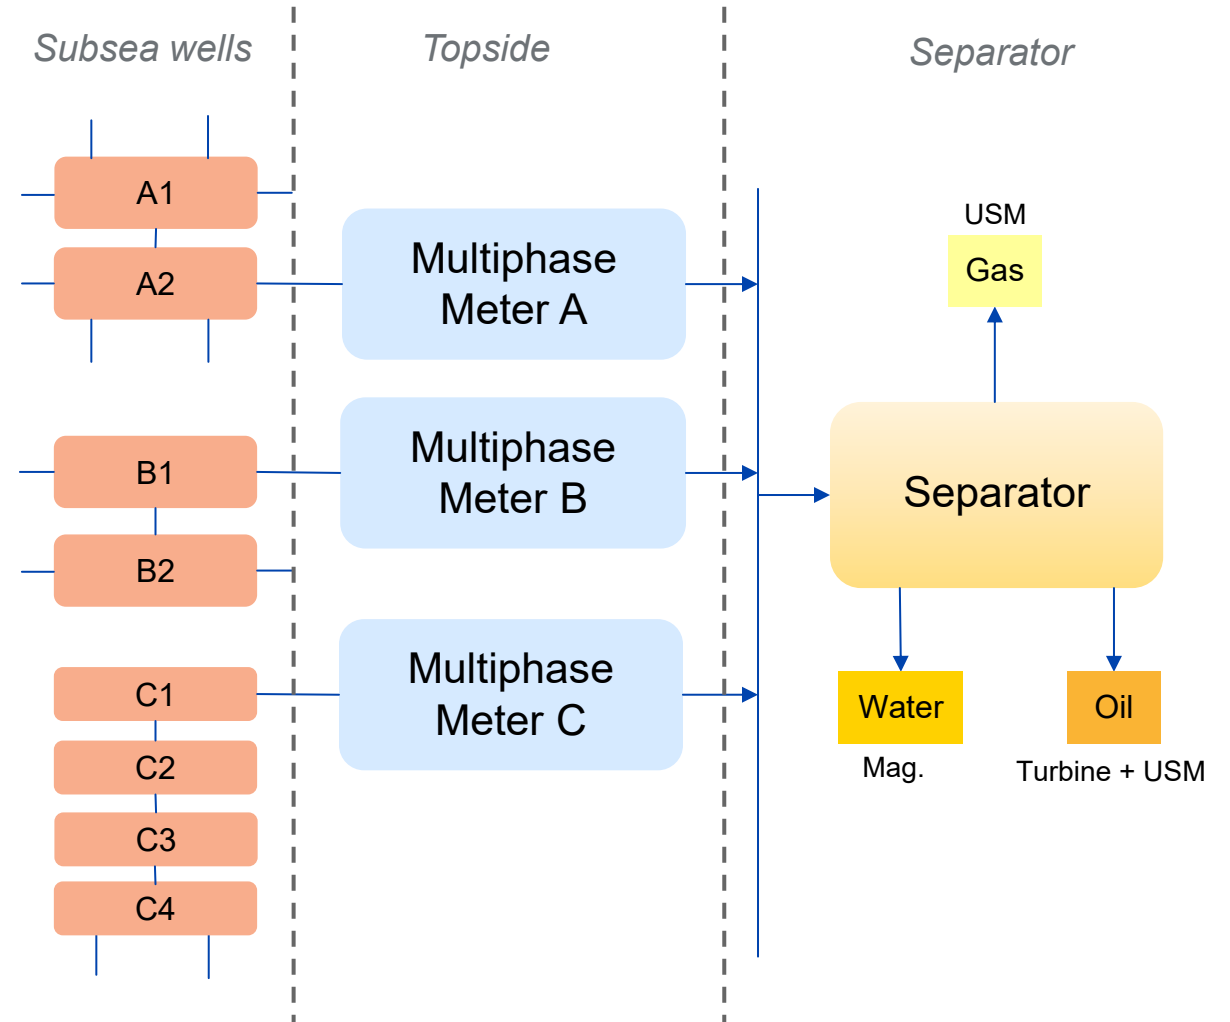 Subsea wells
Topside
Separator
A1
A2
B1
B2
C1
C2
C3
C4
Multiphase
Meter A
Multiphase
Meter B
Multiphase
Meter C
USM
Gas
Separator
Water
Mag.
Oil
Turbine + USM